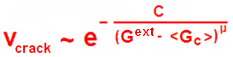 v_crack ~ e^{- C / (G^ext - <G_c>)^μ}